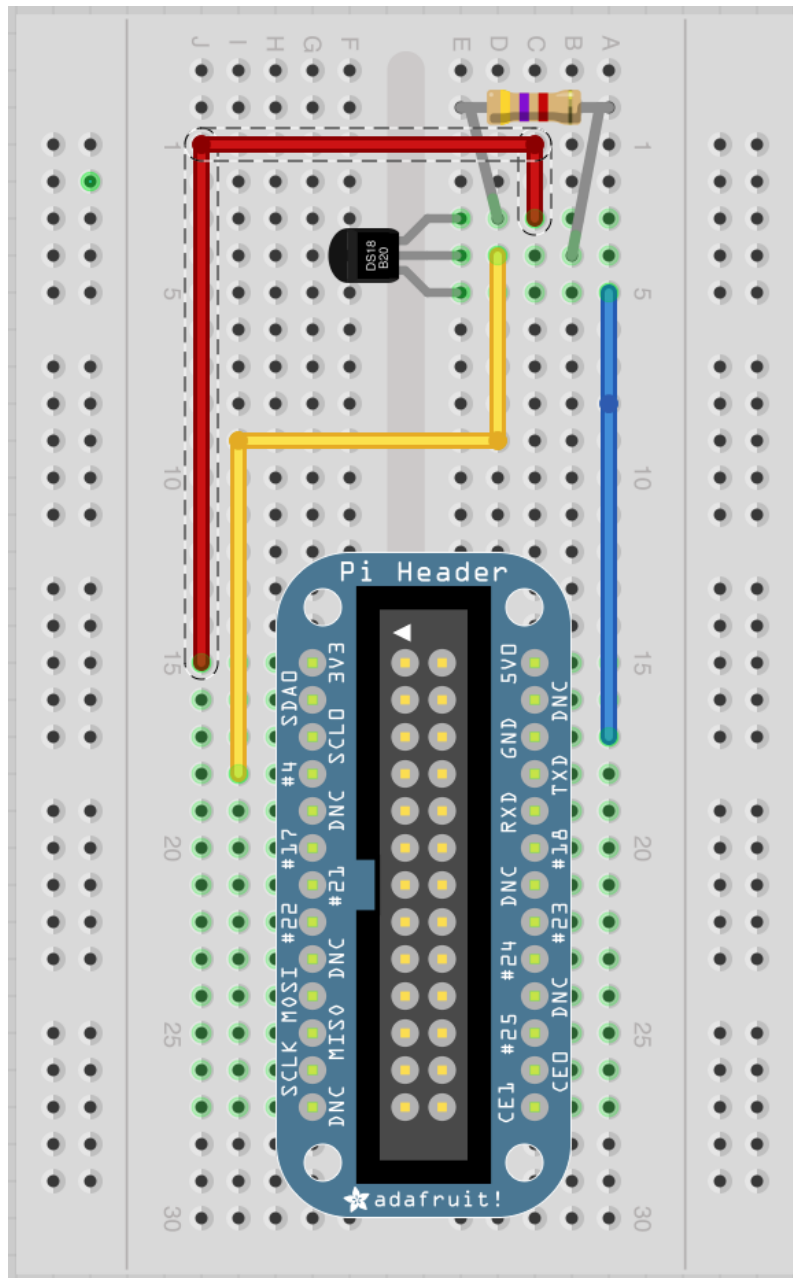 J I H G F E D C B A
1 1
DS18
B20
5 5
10 10
Pi Header
15 15
3V3 5V0
SDA0 DNC
SCL0 GND
#4 TXD
DNC RXD
20 20
#17 #18
#21 DNC
#22 #23
DNC #24
MOSI DNC
25 25
MISO #25
SCLK CE0
DNC CE1
adafruit!
30 30